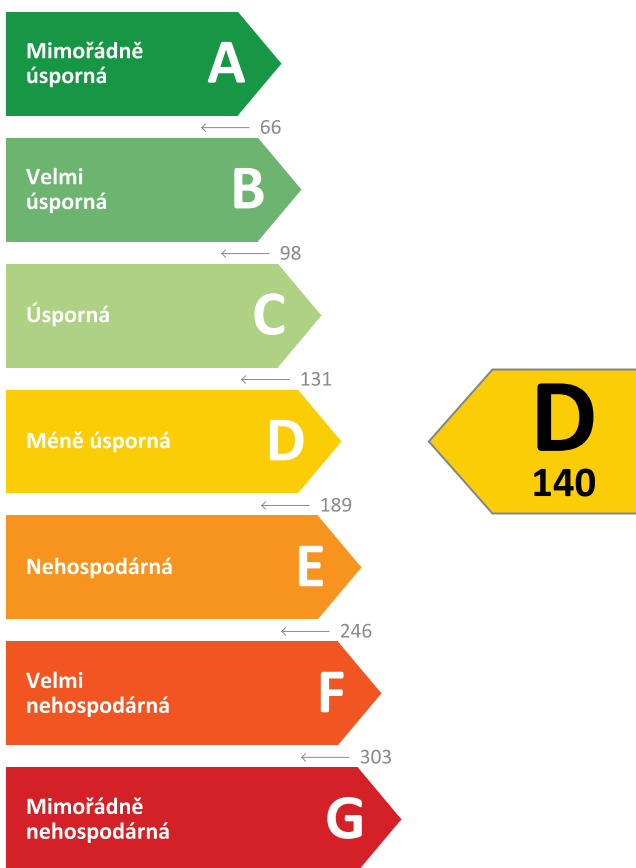 Mimořádně
úsporná
A
66
Velmi
úsporná
B
98
Úsporná
C
131
Méně úsporná
D
D
140
189
Nehospodárná
E
246
Velmi
nehospodárná
F
303
Mimořádně
nehospodárná
G